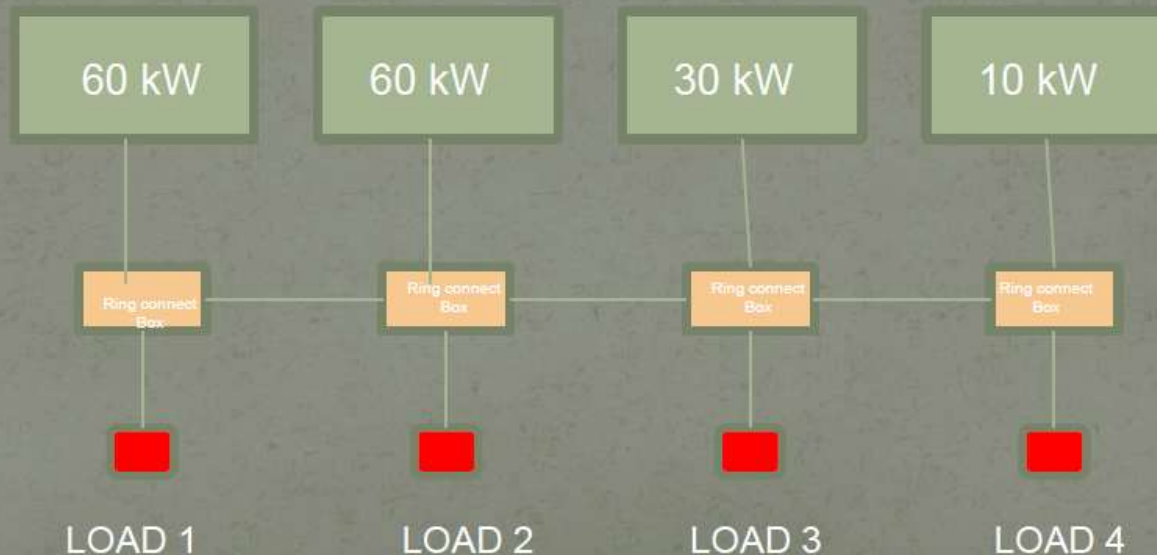 60 kW
60 kW
30 kW
10 kW
Ring connect
Box
Ring connect
Box
Ring connect
Box
Ring connect
Box
LOAD 1
LOAD 2
LOAD 3
LOAD 4